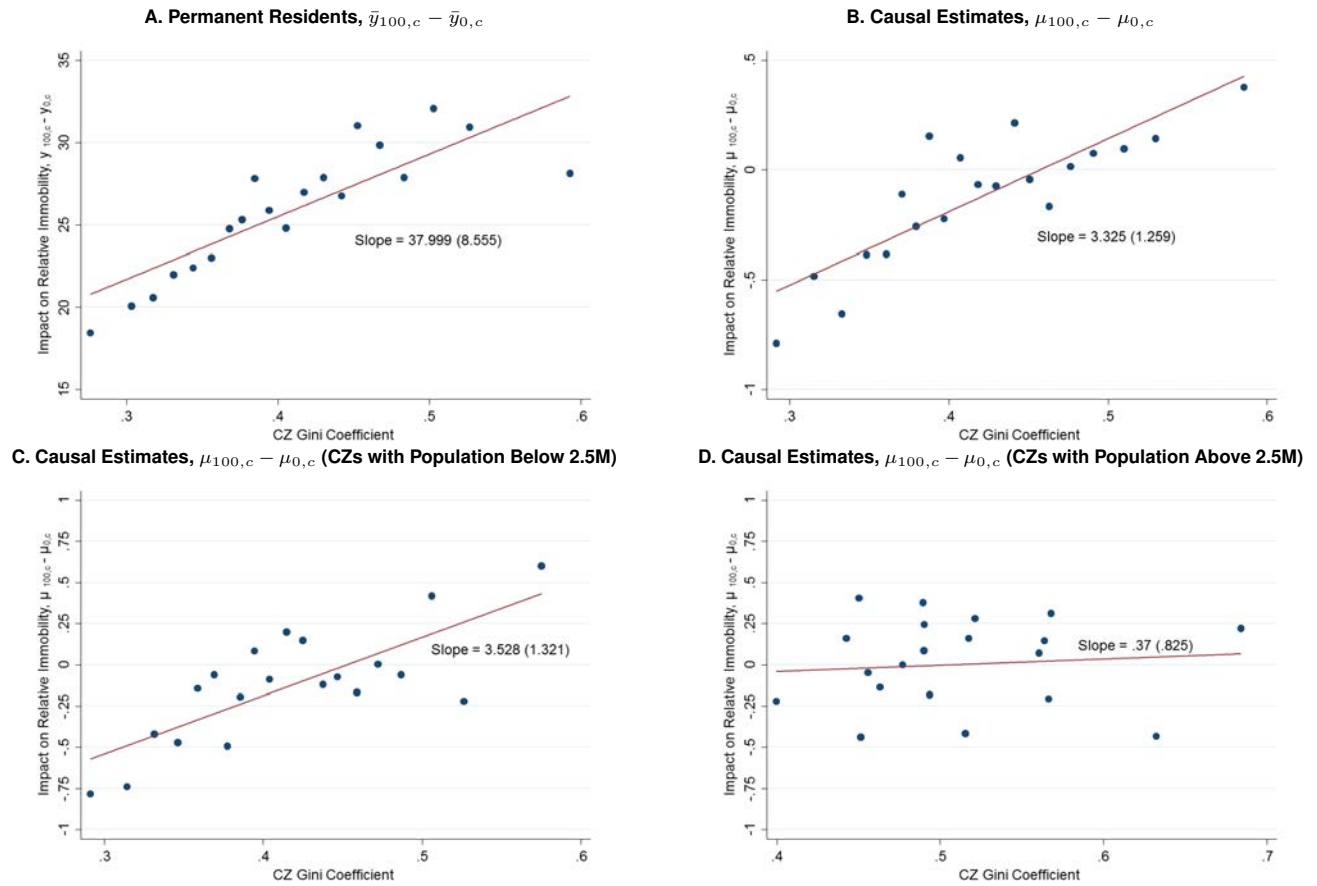 A. Permanent Residents, ȳ₁₀₀,c − ȳ₀,c
Impact on Relative Immobility, y ₁₀₀,c - y₀,c
35
30
25
20
15
Slope = 37.999 (8.555)
.3 .4 .5 .6
CZ Gini Coefficient
B. Causal Estimates, μ₁₀₀,c − μ₀,c
Impact on Relative Immobility, μ ₁₀₀,c - μ₀,c
.5
0
-.5
-1
Slope = 3.325 (1.259)
.3 .4 .5 .6
CZ Gini Coefficient
C. Causal Estimates, μ₁₀₀,c − μ₀,c (CZs with Population Below 2.5M)
Impact on Relative Immobility, μ ₁₀₀,c - μ₀,c
1
.75
.5
.25
0
-.25
-.5
-.75
-1
Slope = 3.528 (1.321)
.3 .4 .5 .6
CZ Gini Coefficient
D. Causal Estimates, μ₁₀₀,c − μ₀,c (CZs with Population Above 2.5M)
Impact on Relative Immobility, μ ₁₀₀,c - μ₀,c
1
.75
.5
.25
0
-.25
-.5
-.75
-1
Slope = .37 (.825)
.4 .5 .6 .7
CZ Gini Coefficient